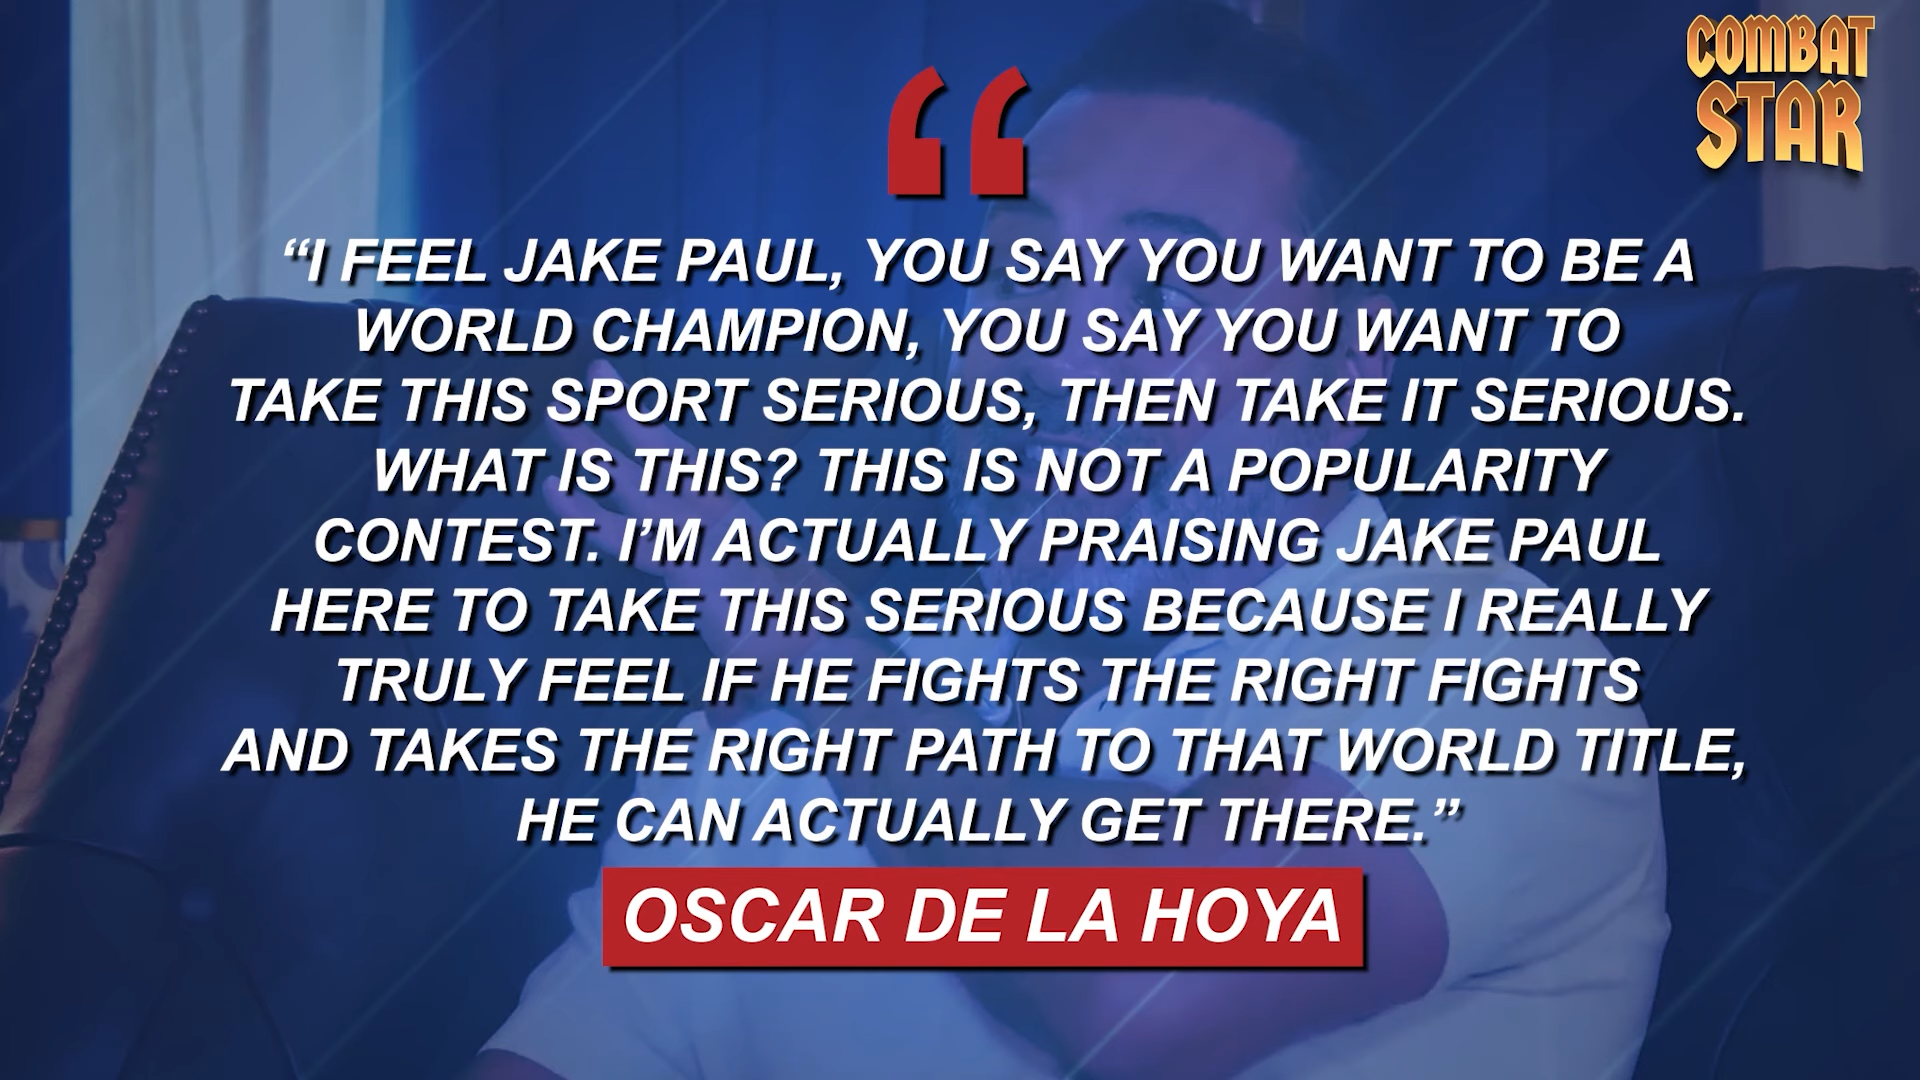 COMBAT
STAR
“
“I FEEL JAKE PAUL, YOU SAY YOU WANT TO BE A
WORLD CHAMPION, YOU SAY YOU WANT TO
TAKE THIS SPORT SERIOUS, THEN TAKE IT SERIOUS.
WHAT IS THIS? THIS IS NOT A POPULARITY
CONTEST. I’M ACTUALLY PRAISING JAKE PAUL
HERE TO TAKE THIS SERIOUS BECAUSE I REALLY
TRULY FEEL IF HE FIGHTS THE RIGHT FIGHTS
AND TAKES THE RIGHT PATH TO THAT WORLD TITLE,
HE CAN ACTUALLY GET THERE.”
OSCAR DE LA HOYA